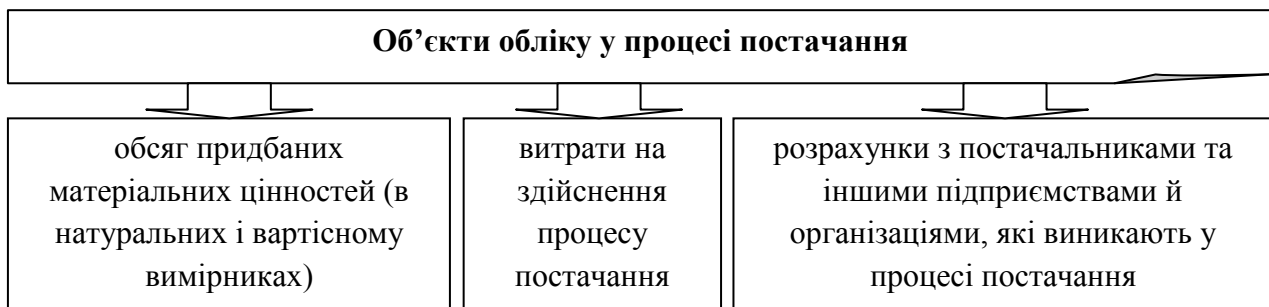 Об’єкти обліку у процесі постачання
обсяг придбаних
матеріальних цінностей (в
натуральних і вартісному
вимірниках)
витрати на
здійснення
процесу
постачання
розрахунки з постачальниками та
іншими підприємствами й
організаціями, які виникають у
процесі постачання